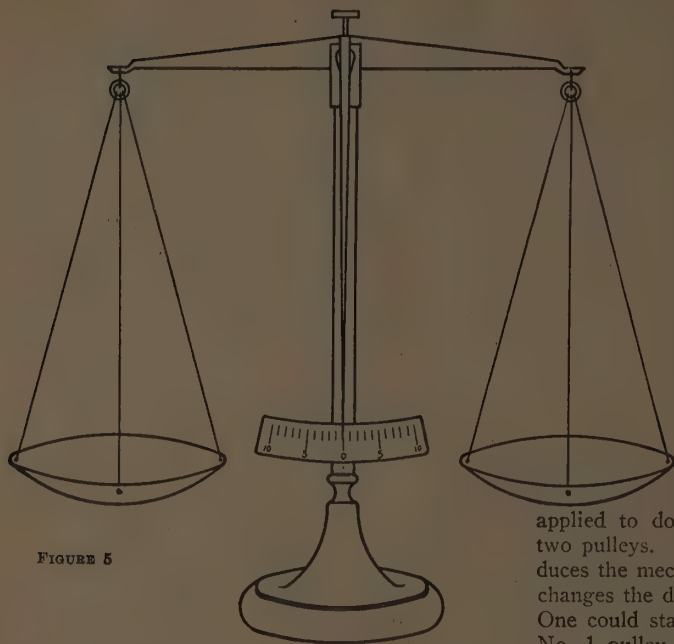 10 5 0 5 10
FIGURE 5
applied to do
two pulleys.
duces the mec
changes the d
One could sta
No. 1 pulley